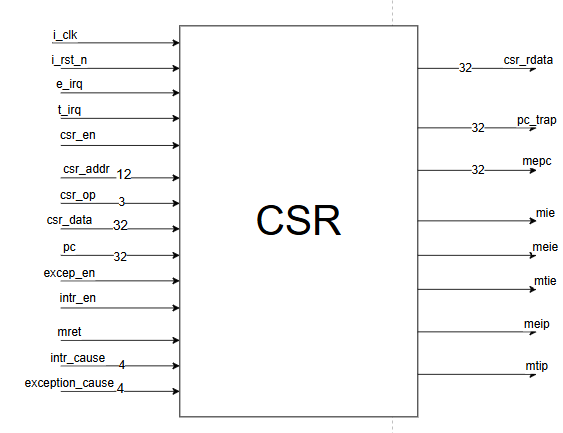 i_clk
i_rst_n
e_irq
t_irq
csr_en
csr_addr 12
csr_op 3
csr_data 32
pc 32
excep_en
intr_en
mret
intr_cause 4
exception_cause 4
CSR
csr_rdata
32
pc_trap
32
mepc
32
mie
meie
mtie
meip
mtip